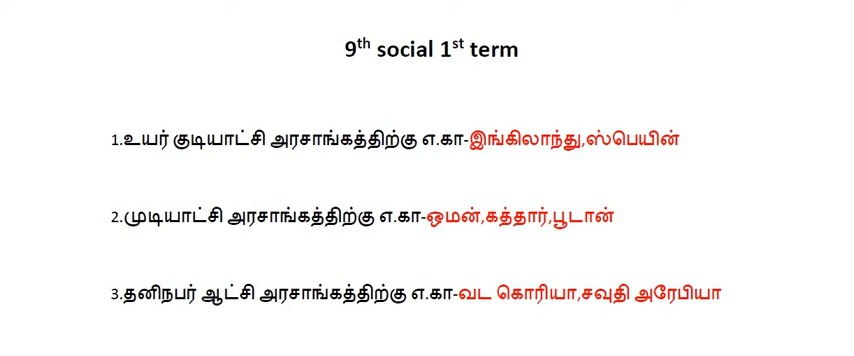 9th social 1st term
1.உயர் குடியாட்சி அரசாங்கத்திற்கு எ.கா-இங்கிலாந்து,ஸ்பெயின்
2.முடியாட்சி அரசாங்கத்திற்கு எ.கா-ஓமன்,கத்தார்,பூடான்
3.தனிநபர் ஆட்சி அரசாங்கத்திற்கு எ.கா-வட கொரியா,சவுதி அரேபியா